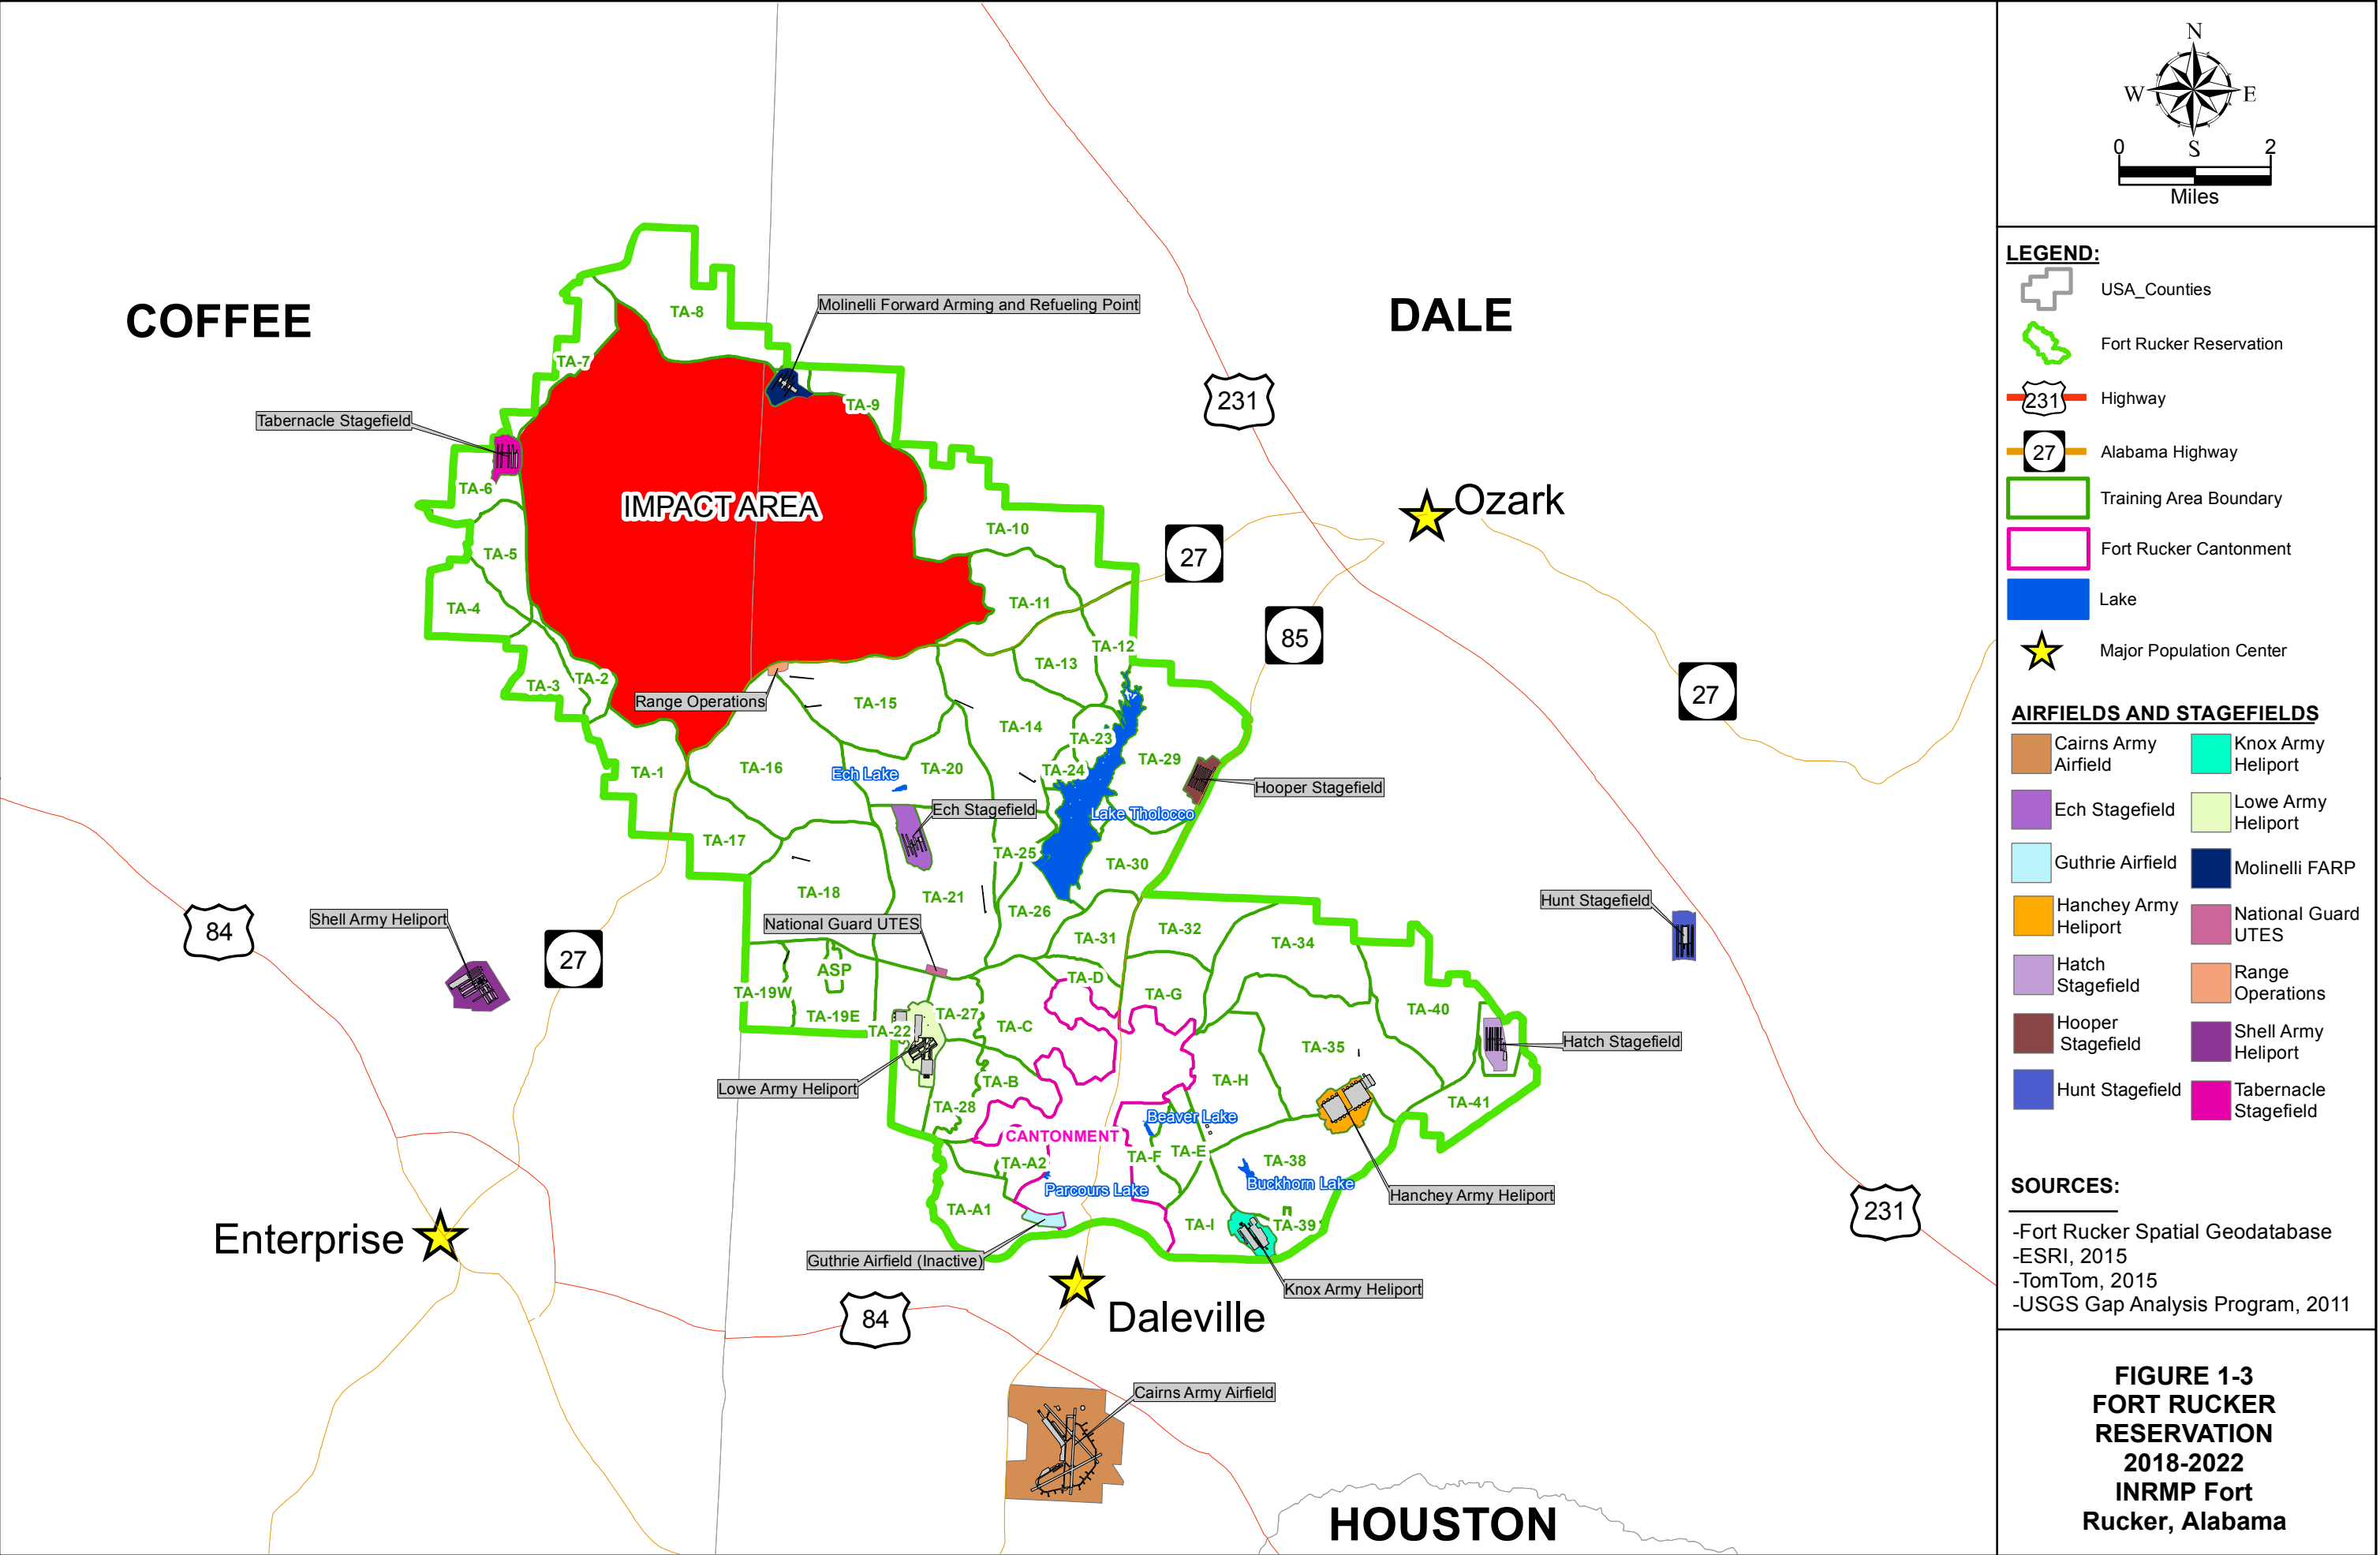 N
W
E
S
0
2
Miles
LEGEND:
USA_Counties
Fort Rucker Reservation
231
Highway
27
Alabama Highway
Training Area Boundary
Fort Rucker Cantonment
Lake
Major Population Center
AIRFIELDS AND STAGEFIELDS
Cairns Army
Airfield
Ech Stagefield
Guthrie Airfield
Hanchey Army
Heliport
Hatch
Stagefield
Hooper
Stagefield
Hunt Stagefield
Knox Army
Heliport
Lowe Army
Heliport
Molinelli FARP
National Guard
UTES
Range
Operations
Shell Army
Heliport
Tabernacle
Stagefield
SOURCES:
-Fort Rucker Spatial Geodatabase
-ESRI, 2015
-TomTom, 2015
-USGS Gap Analysis Program, 2011
FIGURE 1-3
FORT RUCKER
RESERVATION
2018-2022
INRMP Fort
Rucker, Alabama
COFFEE
DALE
HOUSTON
Molinelli Forward Arming and Refueling Point
TA-8
TA-7
TA-9
231
Tabernacle Stagefield
TA-6
IMPACT AREA
Ozark
TA-10
27
TA-5
TA-4
TA-11
85
TA-12
TA-13
TA-3
TA-2
Range Operations
TA-15
27
TA-14
TA-23
TA-29
TA-1
TA-16
Ech Lake
TA-20
TA-24
Hooper Stagefield
Ech Stagefield
Lake Tholocco
TA-17
TA-25
TA-30
TA-18
TA-21
TA-26
Hunt Stagefield
Shell Army Heliport
84
National Guard UTES
27
TA-31
TA-32
TA-34
ASP
TA-D
TA-19W
TA-G
TA-19E
TA-22
TA-27
TA-C
TA-40
TA-35
Hatch Stagefield
Lowe Army Heliport
TA-B
TA-H
TA-28
TA-41
Beaver Lake
CANTONMENT
TA-A2
TA-F
TA-E
TA-38
Parcours Lake
Buckhorn Lake
Hanchey Army Heliport
TA-A1
TA-I
TA-39
231
Enterprise
Guthrie Airfield (Inactive)
Knox Army Heliport
84
Daleville
Cairns Army Airfield